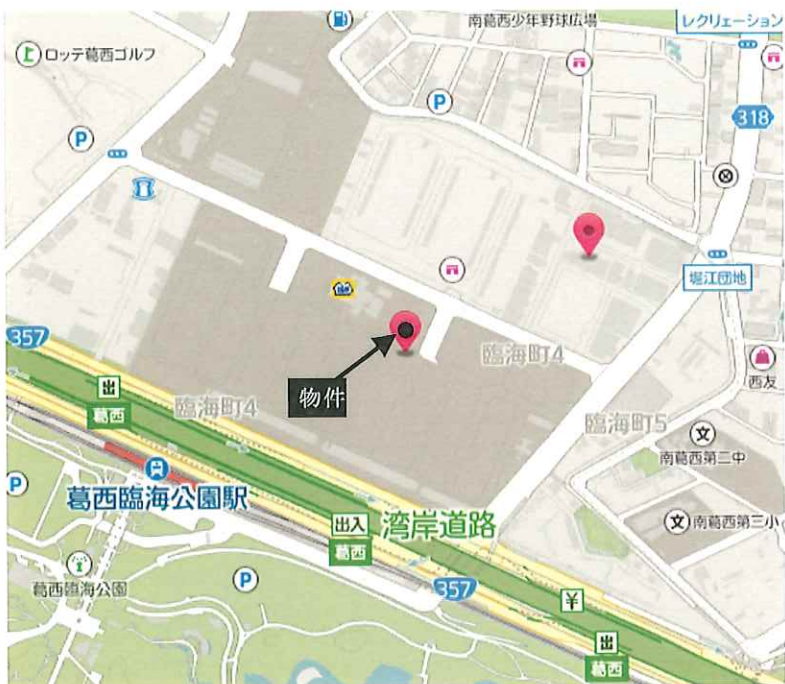 南葛西少年野球広場
レクリエーション
ロッテ葛西ゴルフ
P
P
318
堀江団地
357
臨海町4
物件
西友
出
葛西
臨海町4
臨海町5
文
南葛西第二中
P
葛西臨海公園駅
出入
葛西
湾岸道路
文
南葛西第三小
葛西臨海公園
P
357
¥
出
葛西